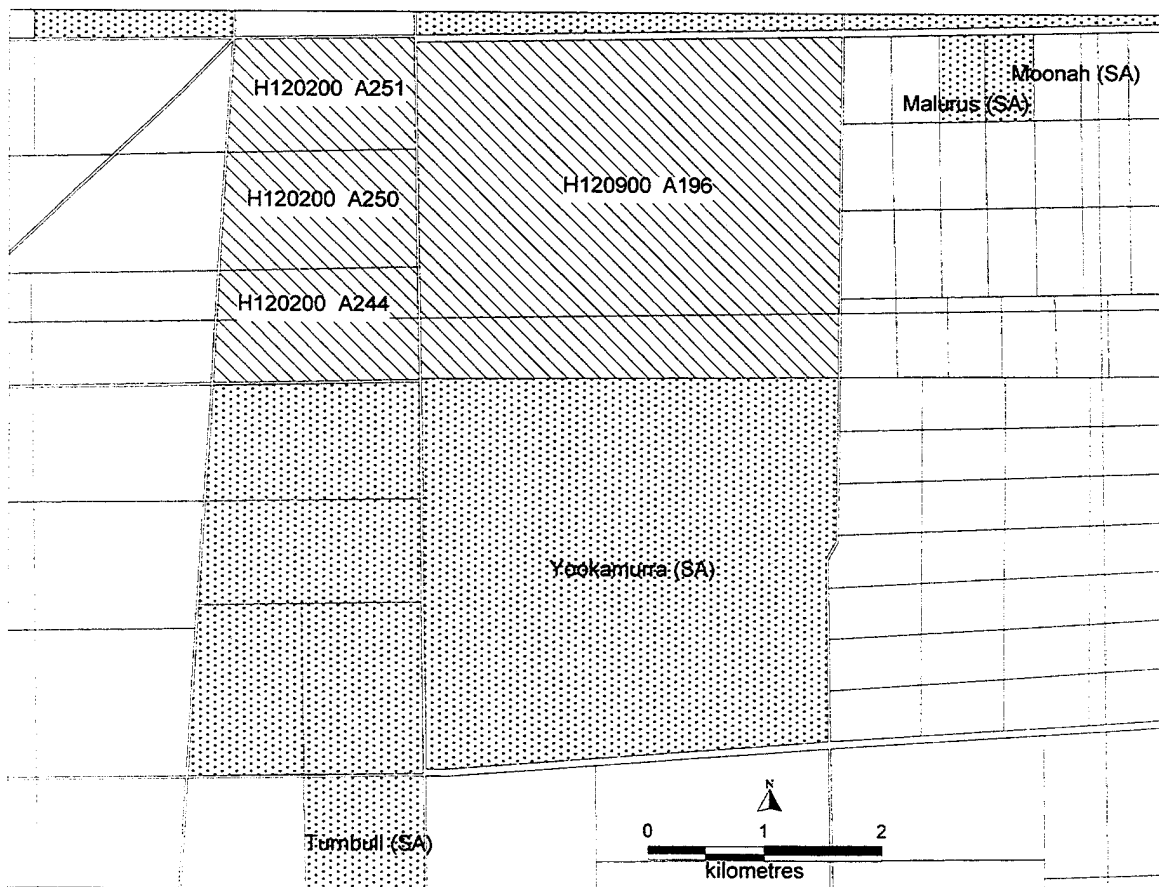 H120200 A251
Moonah (SA)
Malurus (SA)
H120200 A250
H120900 A196
H120200 A244
Yookamurra (SA)
N
0 1 2
kilometres
Turnbull (SA)